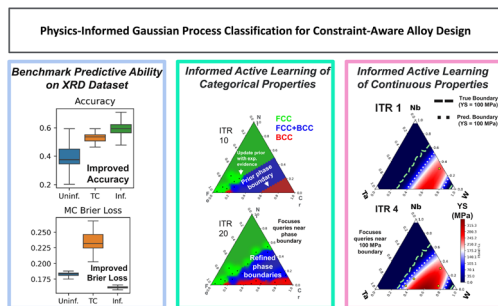 Physics-Informed Gaussian Process Classification for Constraint-Aware Alloy Design
Benchmark Predictive Ability
on XRD Dataset
Accuracy
0.6
0.4
0.2
Improved
Accuracy
Uninf. TC Inf.
MC Brier Loss
0.250
0.225
0.200
0.175
Improved
Brier Loss
Uninf. TC Inf.
Informed Active Learning of
Categorical Properties
ITR
10
FCC
FCC+BCC
BCC
Update prior
with exp.
evidence
Prior phase
boundary
ITR
20
Focuses
queries near
phase
boundary
Refined
phase
boundaries
Informed Active Learning
of Continuous Properties
ITR 1
Nb
True Boundary
(YS = 100 MPa)
Pred. Boundary
(YS = 100 MPa)
W
ITR 4
Nb
YS
(MPa)
Focuses
queries near
100 MPa
boundary
W